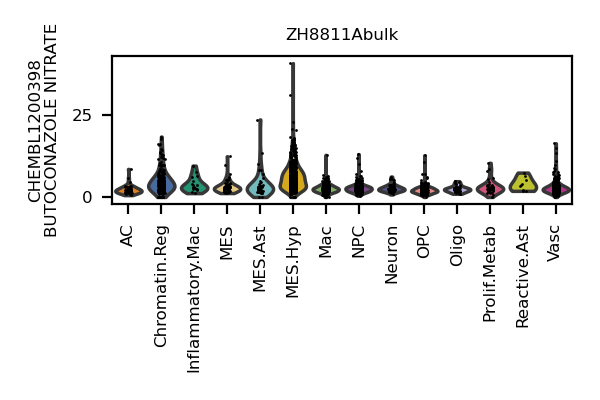 ZH8811Abulk
CHEMBL1200398
BUTOCONAZOLE NITRATE
25
0
AC
Chromatin.Reg
Inflammatory.Mac
MES
MES.Ast
MES.Hyp
Mac
NPC
Neuron
OPC
Oligo
Prolif.Metab
Reactive.Ast
Vasc